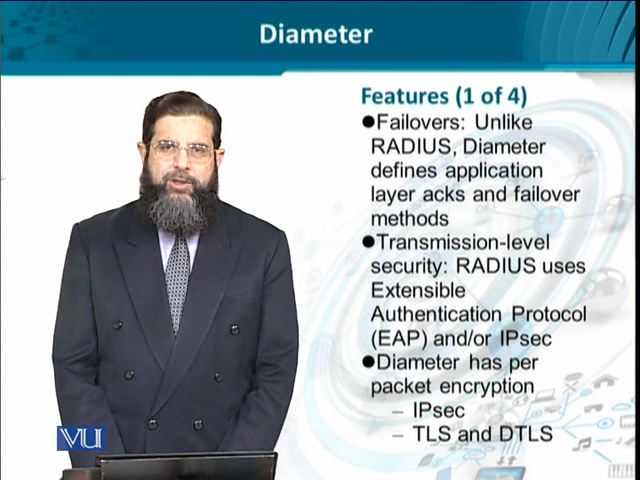 Diameter
Features (1 of 4)
●Failovers: Unlike
RADIUS, Diameter
defines application
layer acks and failover
methods
●Transmission-level
security: RADIUS uses
Extensible
Authentication Protocol
(EAP) and/or IPsec
●Diameter has per
packet encryption
– IPsec
– TLS and DTLS
VU